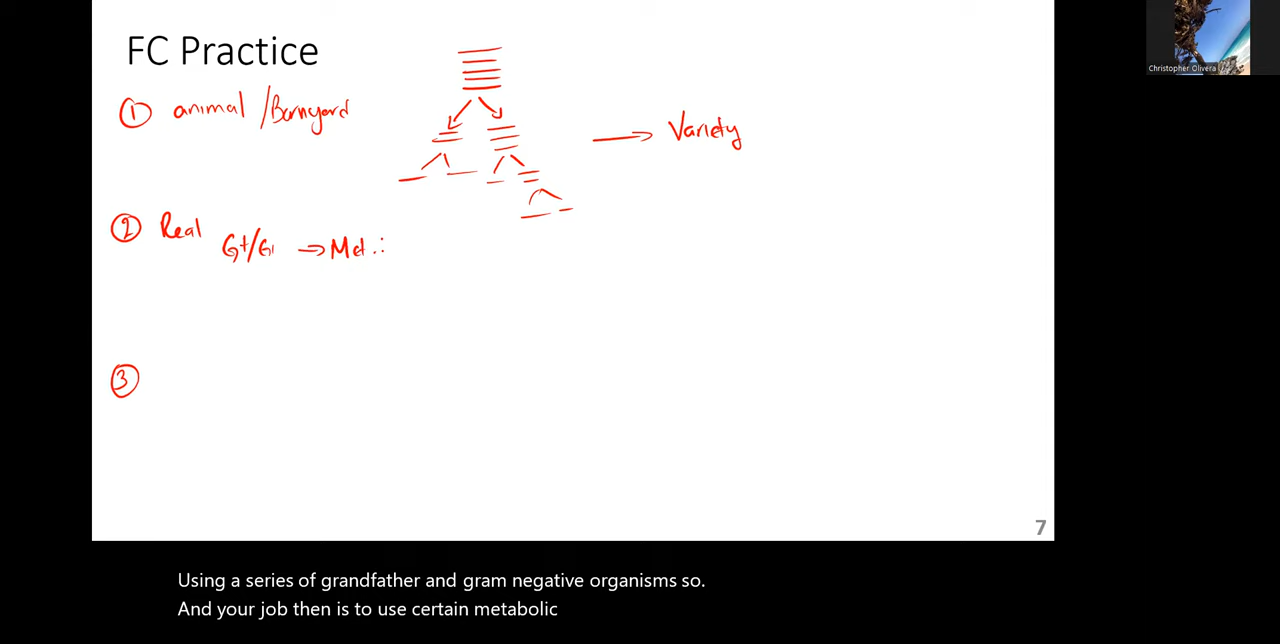 FC Practice
① animal /Barnyard
Variety
② Real
G+/G-
→ Met.
③
7
Christopher Olivera
Using a series of grandfather and gram negative organisms so.
And your job then is to use certain metabolic